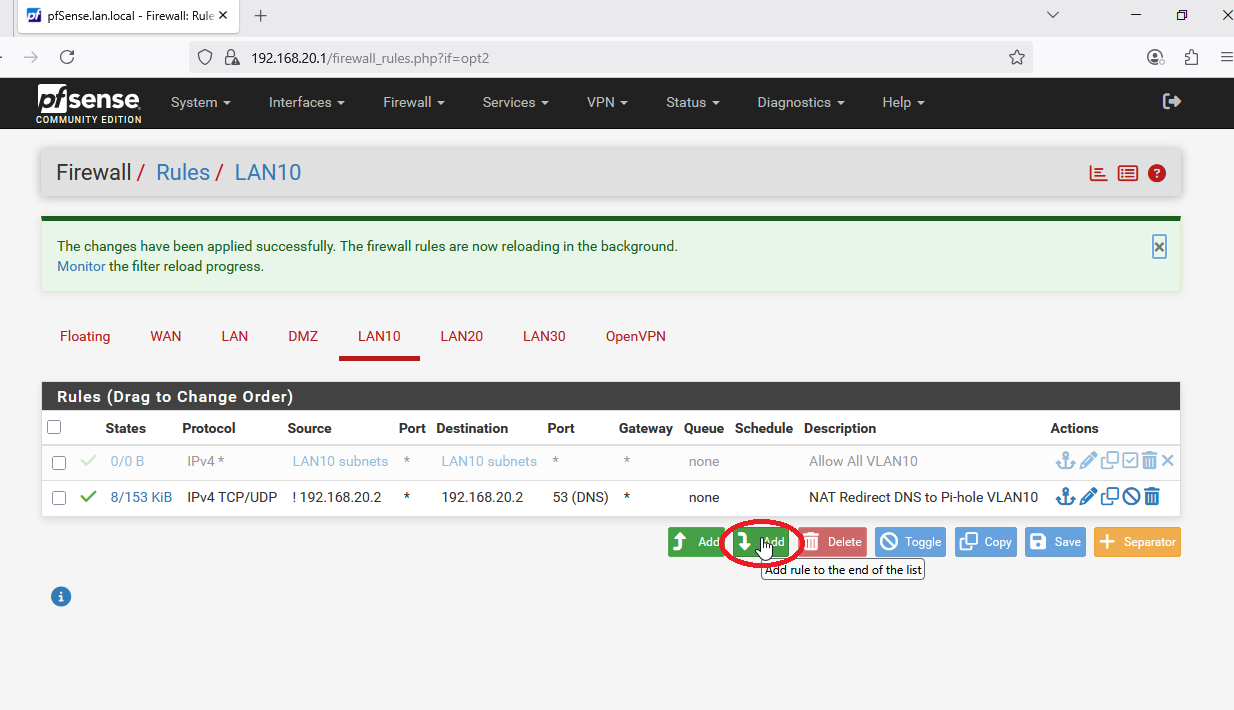 pfSense.lan.local - Firewall: Rule
192.168.20.1/firewall_rules.php?if=opt2
pfsense
COMMUNITY EDITION
System Interfaces Firewall Services VPN Status Diagnostics Help
Firewall / Rules / LAN10
The changes have been applied successfully. The firewall rules are now reloading in the background.
Monitor the filter reload progress.
Floating WAN LAN DMZ LAN10 LAN20 LAN30 OpenVPN
Rules (Drag to Change Order)
States Protocol Source Port Destination Port Gateway Queue Schedule Description Actions
0/0 B IPv4 * LAN10 subnets * LAN10 subnets * * none Allow All VLAN10
8/153 KiB IPv4 TCP/UDP ! 192.168.20.2 * 192.168.20.2 53 (DNS) * none NAT Redirect DNS to Pi-hole VLAN10
Add Add Delete Toggle Copy Save Separator
Add rule to the end of the list